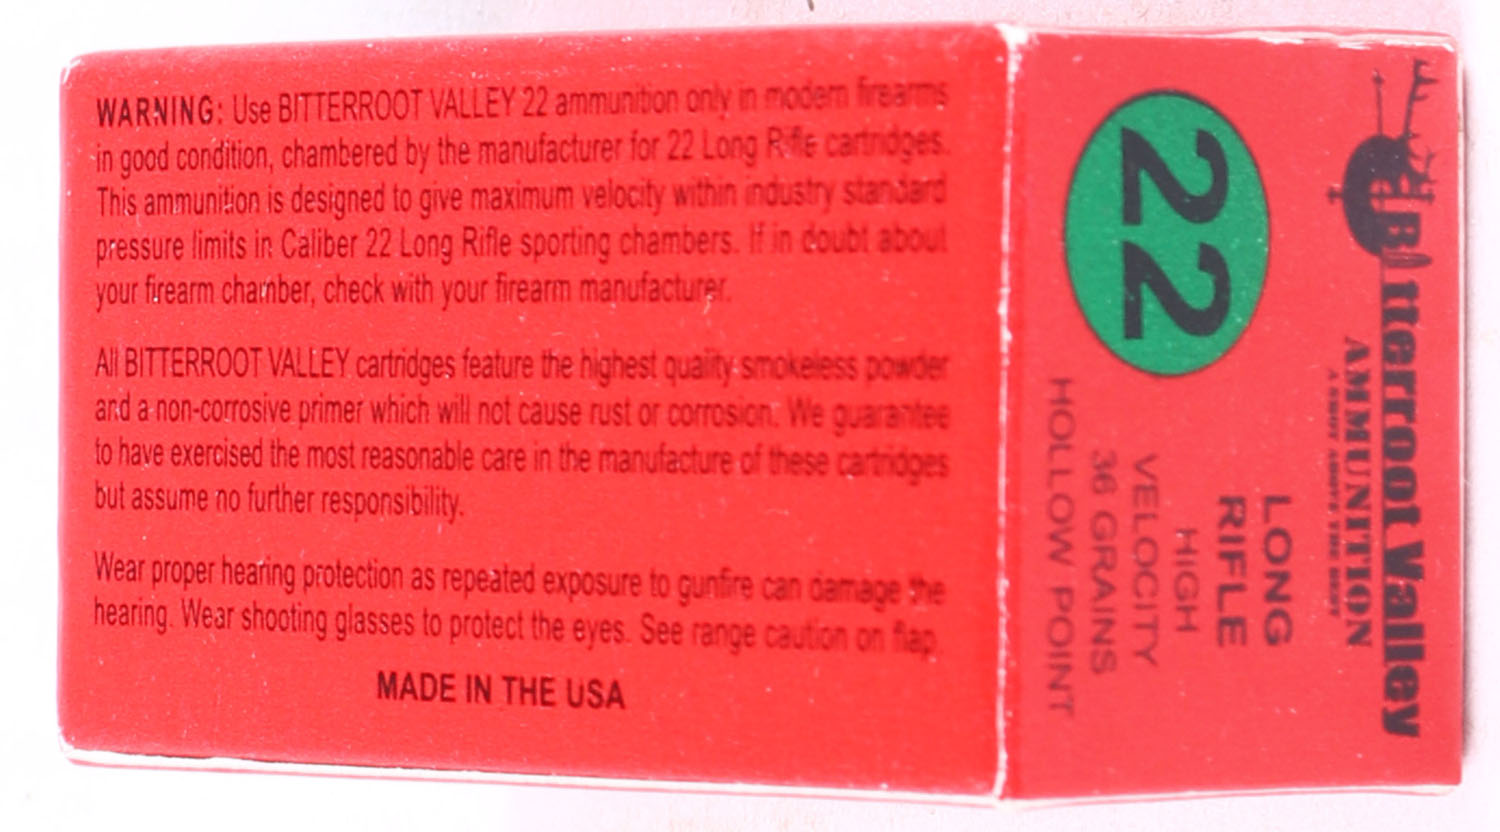 WARNING: Use BITTERROOT VALLEY 22 ammunition only in modern firearms
in good condition, chambered by the manufacturer for 22 Long Rifle cartridges.
This ammunition is designed to give maximum velocity within industry standard
pressure limits in Caliber 22 Long Rifle sporting chambers. If in doubt about
your firearm chamber, check with your firearm manufacturer.
All BITTERROOT VALLEY cartridges feature the highest quality smokeless powder
and a non-corrosive primer which will not cause rust or corrosion. We guarantee
to have exercised the most reasonable care in the manufacture of these cartridges
but assume no further responsibility.
Wear proper hearing protection as repeated exposure to gunfire can damage the
hearing. Wear shooting glasses to protect the eyes. See range caution on flap.
MADE IN THE USA
Bitterroot Valley
AMMUNITION
A SHOT ABOVE THE REST
22
LONG
RIFLE
HIGH
VELOCITY
36 GRAINS
HOLLOW POINT